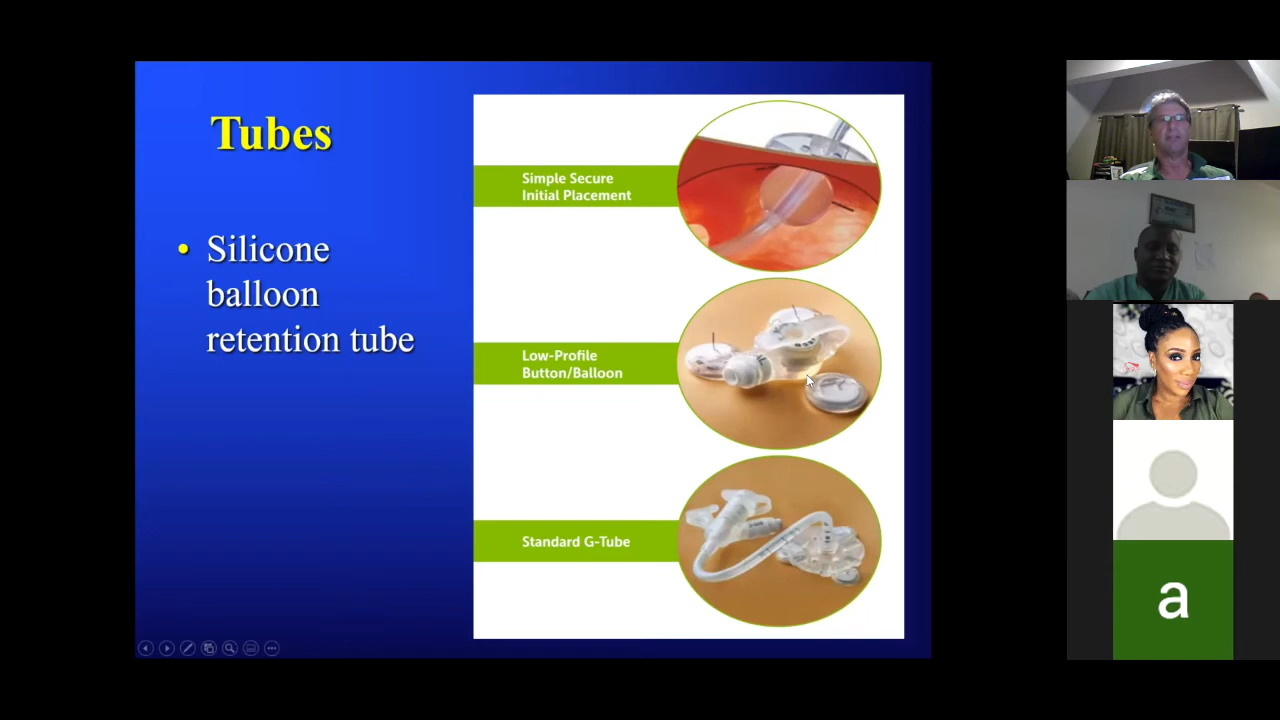 Tubes
• Silicone
balloon
retention tube
Simple Secure
Initial Placement
Low-Profile
Button/Balloon
Standard G-Tube
a